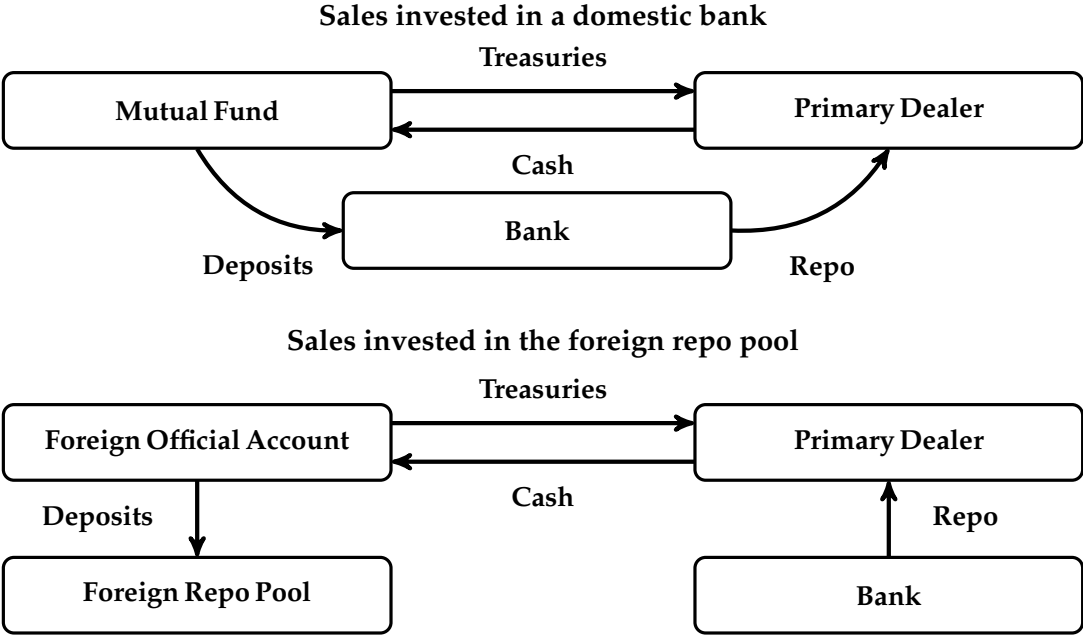 Sales invested in a domestic bank
Treasuries
Mutual Fund
Primary Dealer
Cash
Bank
Deposits
Repo
Sales invested in the foreign repo pool
Treasuries
Foreign Official Account
Primary Dealer
Cash
Deposits
Repo
Foreign Repo Pool
Bank